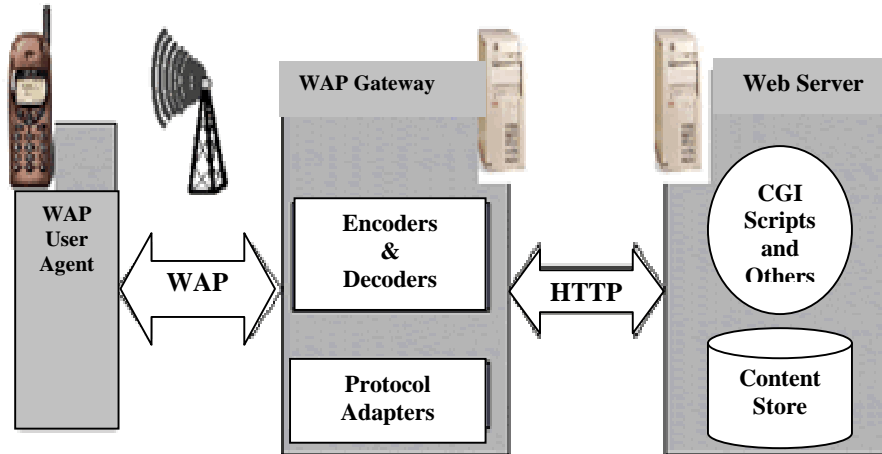 WAP Gateway
Web Server
WAP
User
Agent
WAP
Encoders
&
Decoders
Protocol
Adapters
HTTP
CGI
Scripts
and
Others
Content
Store